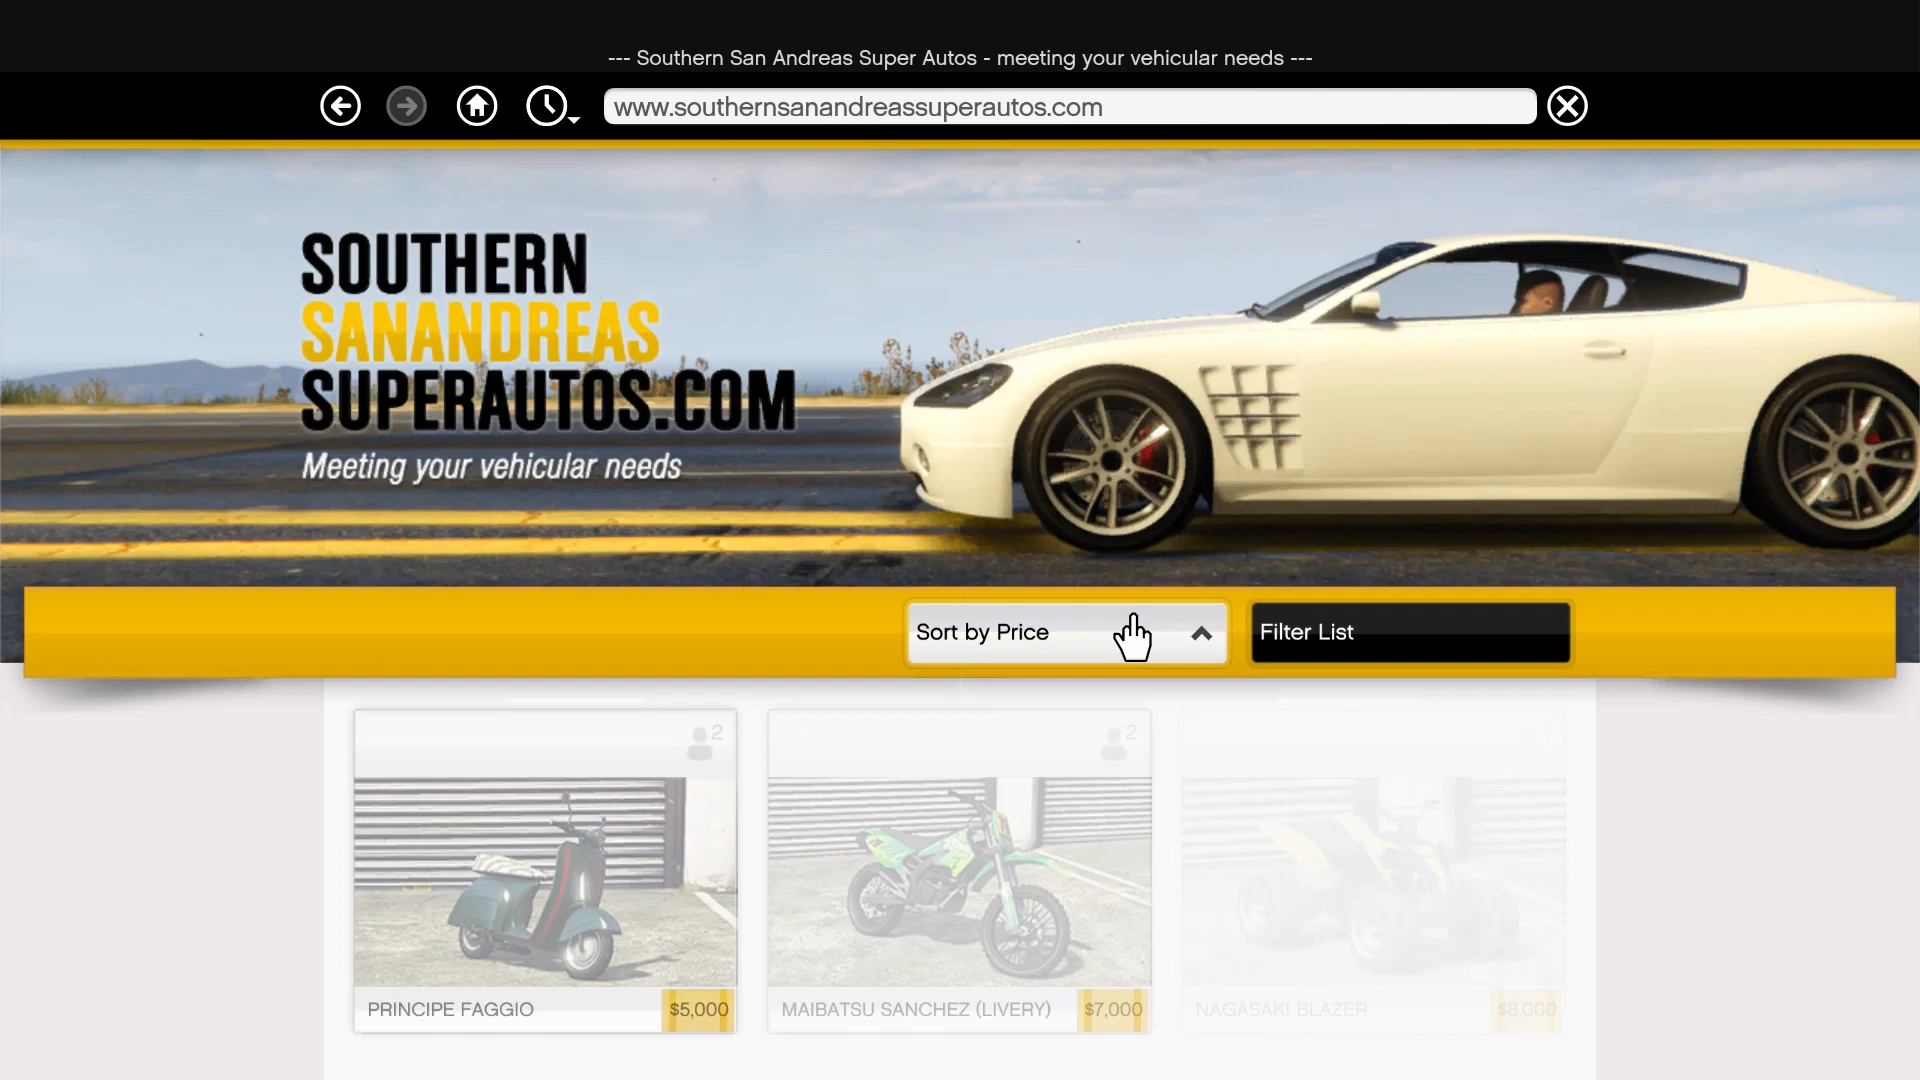 --- Southern San Andreas Super Autos - meeting your vehicular needs ---
www.southernsanandreassuperautos.com
SOUTHERN
SANANDREAS
SUPERAUTOS.COM
Meeting your vehicular needs
Sort by Price
Filter List
2
2
PRINCIPE FAGGIO
$5,000
MAIBATSU SANCHEZ (LIVERY)
$7,000
NAGASAKI BLAZER
$8,000